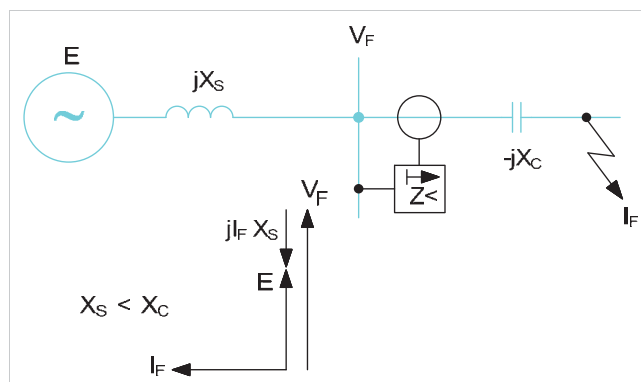 E
jXS
VF
~
-jXC
Z<
IF
VF
jIF XS
E
XS < XC
IF